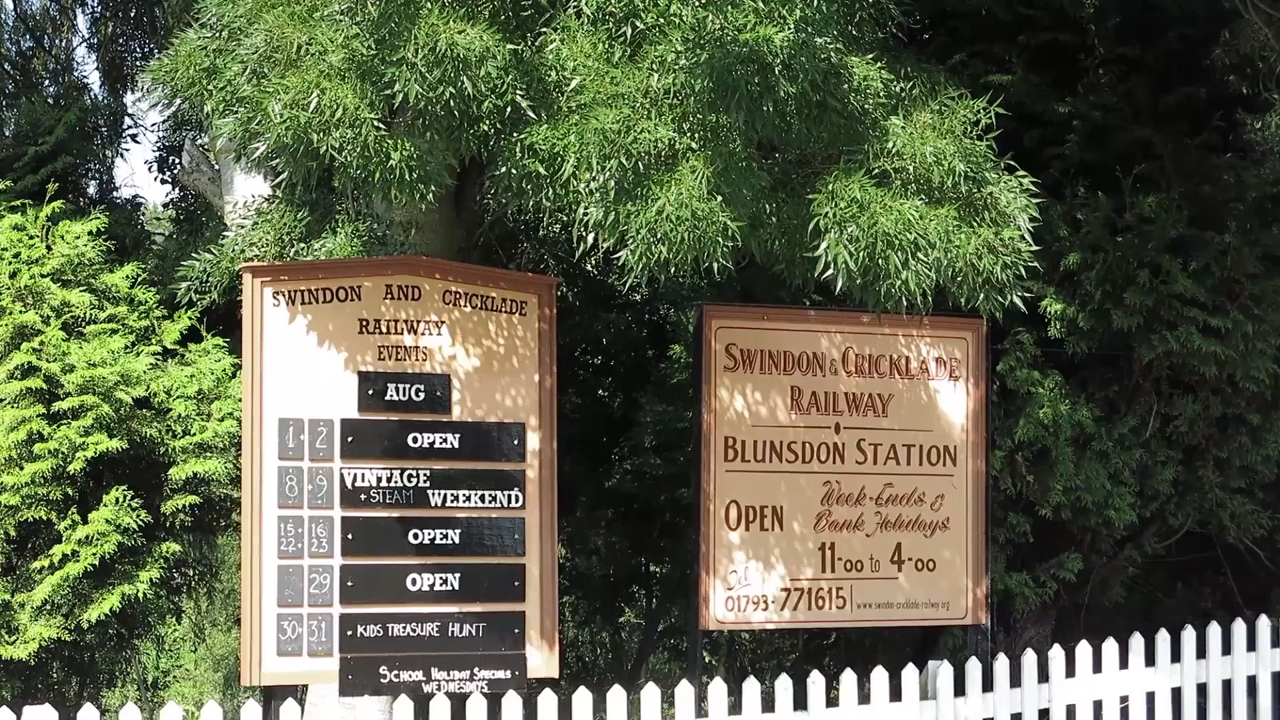 SWINDON AND CRICKLADE
RAILWAY
EVENTS
AUG
1 2 OPEN
8 9 VINTAGE + STEAM WEEKEND
15 16 OPEN
22 23
29 OPEN
30 31 KIDS TREASURE HUNT
SCHOOL HOLIDAY SPECIALS
WEDNESDAYS
SWINDON & CRICKLADE
RAILWAY
BLUNSDON STATION
OPEN Week-Ends &
Bank Holidays
11-00 to 4-00
Tel
01793-771615 www.swindon-cricklade-railway.org